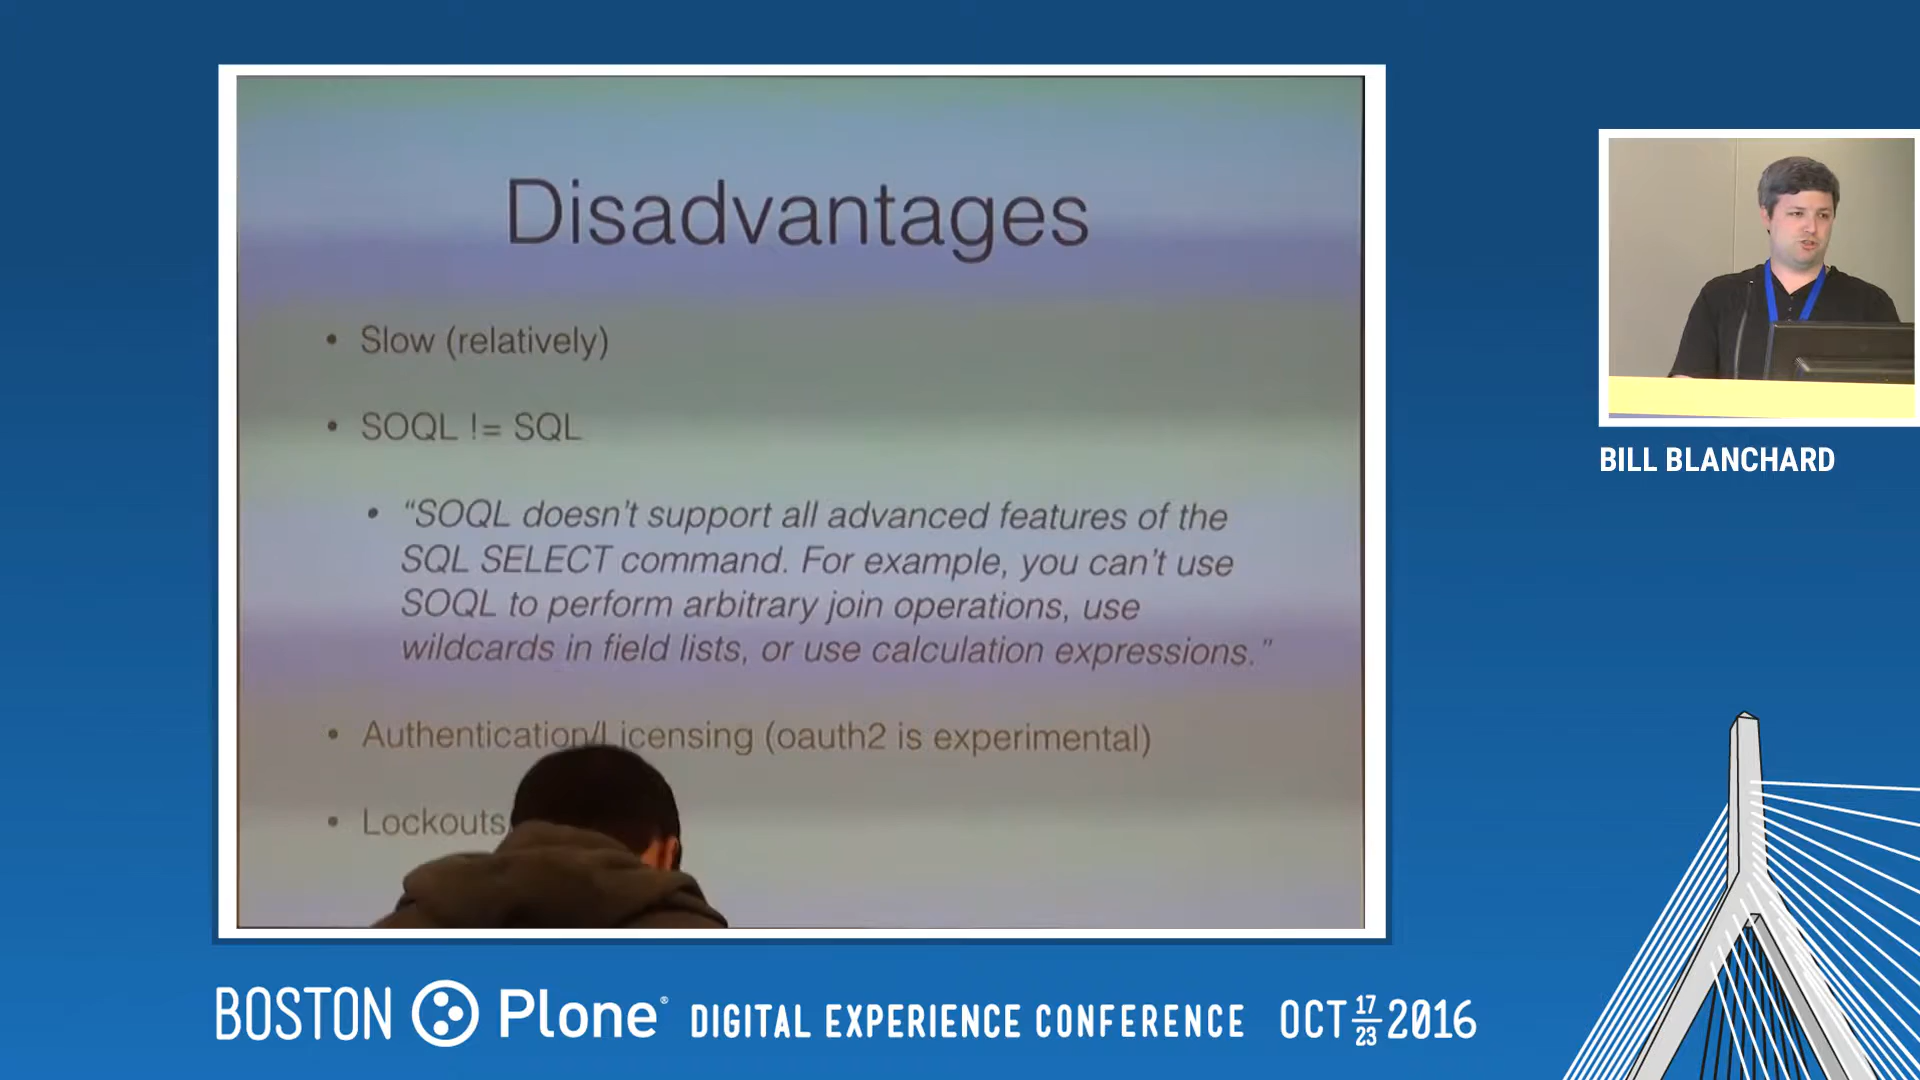 Disadvantages
• Slow (relatively)
• SOQL != SQL
• “SOQL doesn’t support all advanced features of the
SQL SELECT command. For example, you can’t use
SOQL to perform arbitrary join operations, use
wildcards in field lists, or use calculation expressions.”
• Authentication/Licensing (oauth2 is experimental)
• Lockouts
BILL BLANCHARD
BOSTON Plone® DIGITAL EXPERIENCE CONFERENCE OCT 17 23 2016